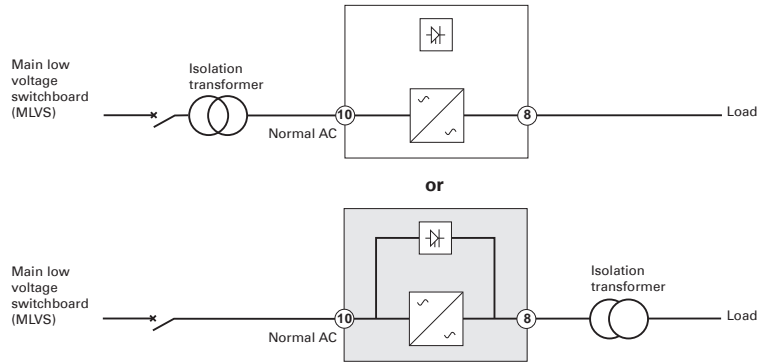 Main low
voltage
switchboard
(MLVS)
Isolation
transformer
Normal AC
10
8
Load
or
Main low
voltage
switchboard
(MLVS)
Normal AC
10
8
Isolation
transformer
Load